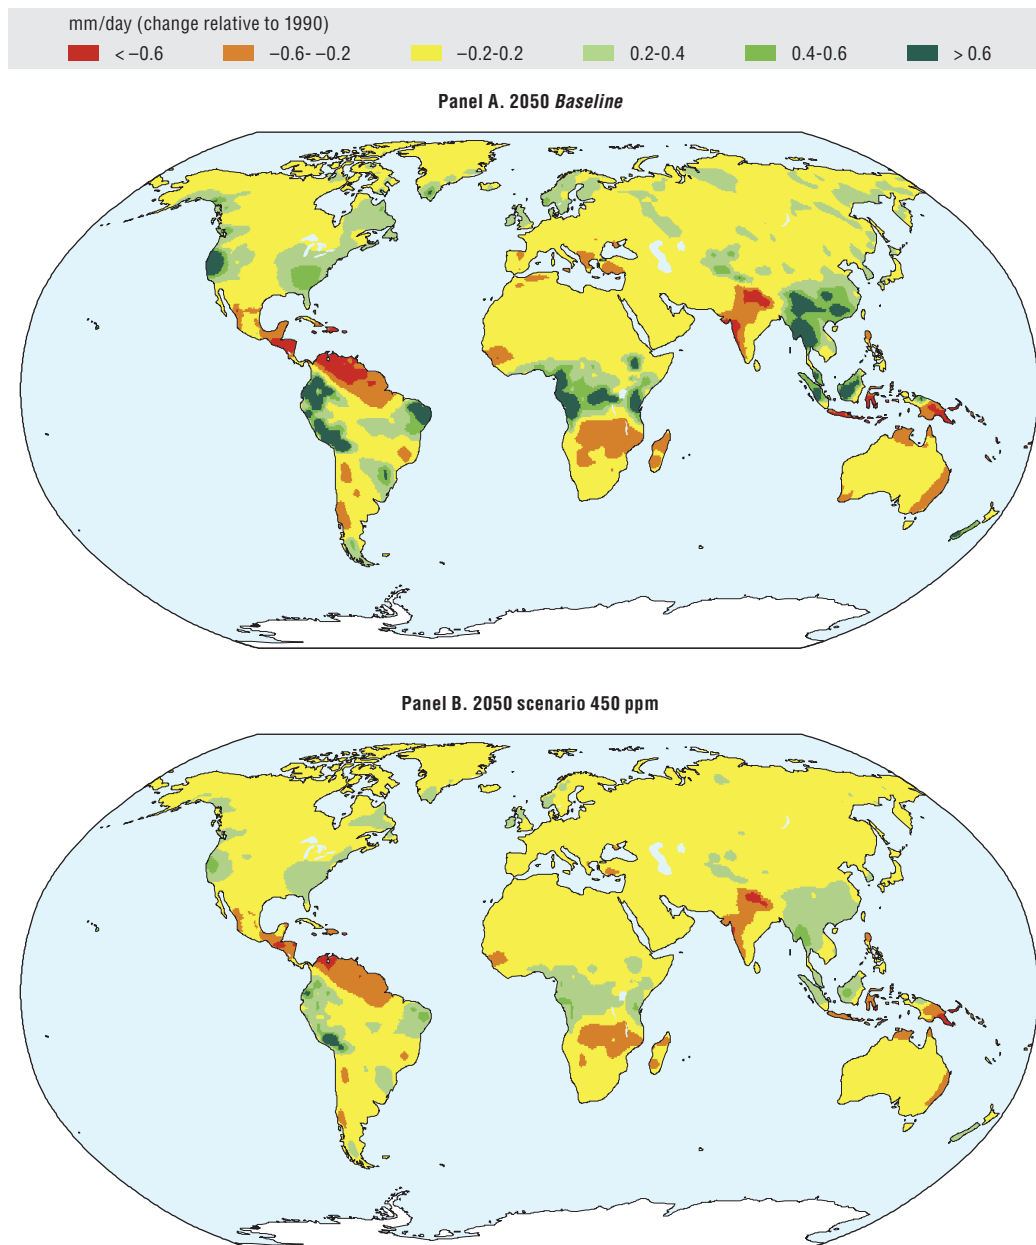 mm/day (change relative to 1990)
< –0.6 –0.6- –0.2 –0.2-0.2 0.2-0.4 0.4-0.6 > 0.6
Panel A. 2050 Baseline
Panel B. 2050 scenario 450 ppm